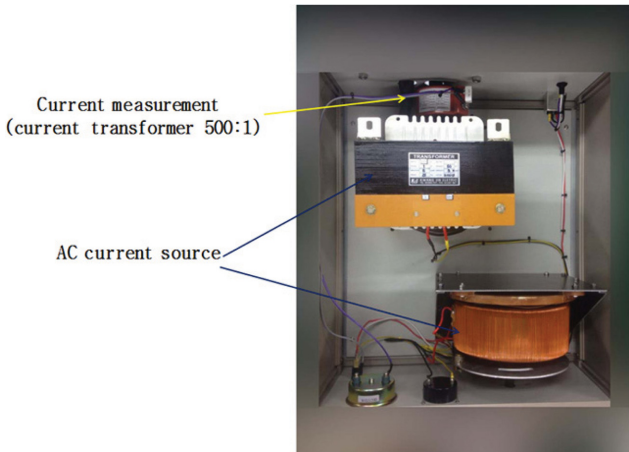 Current measurement
(current transformer 500:1)
AC current source
TRANSFORMER